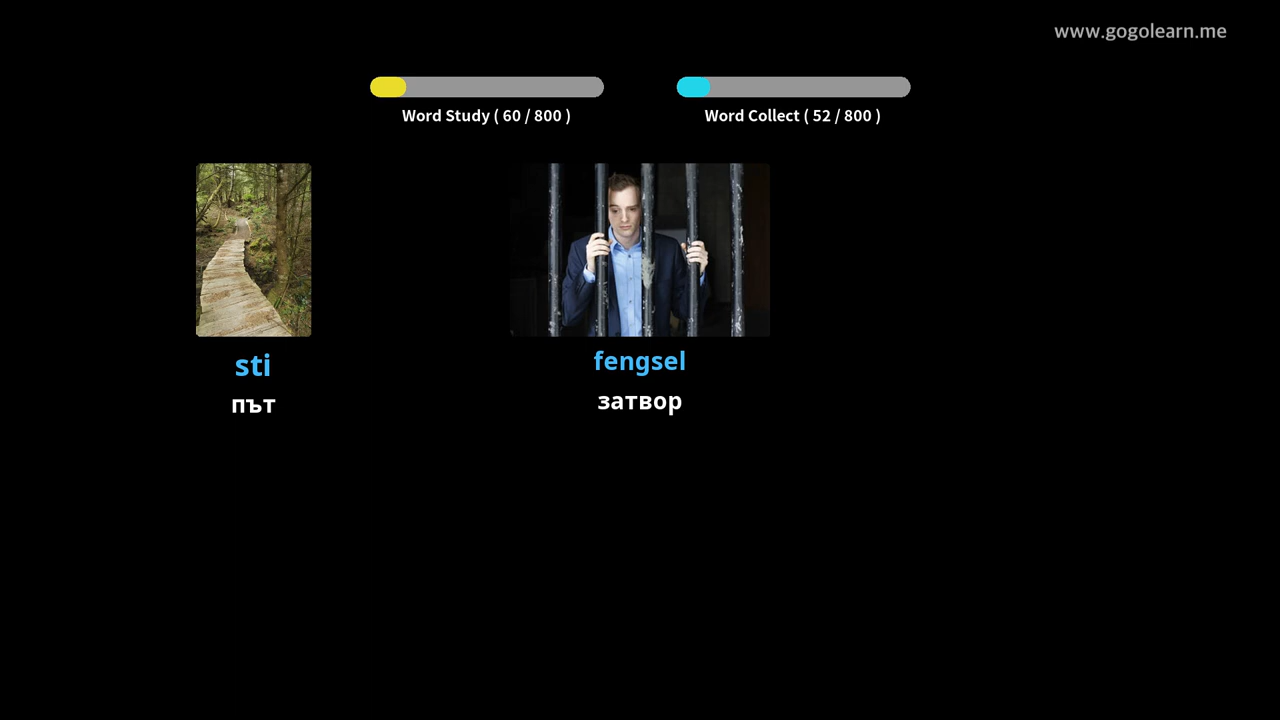 www.gogolearn.me
Word Study ( 60 / 800 )
Word Collect ( 52 / 800 )
sti
път
fengsel
затвор